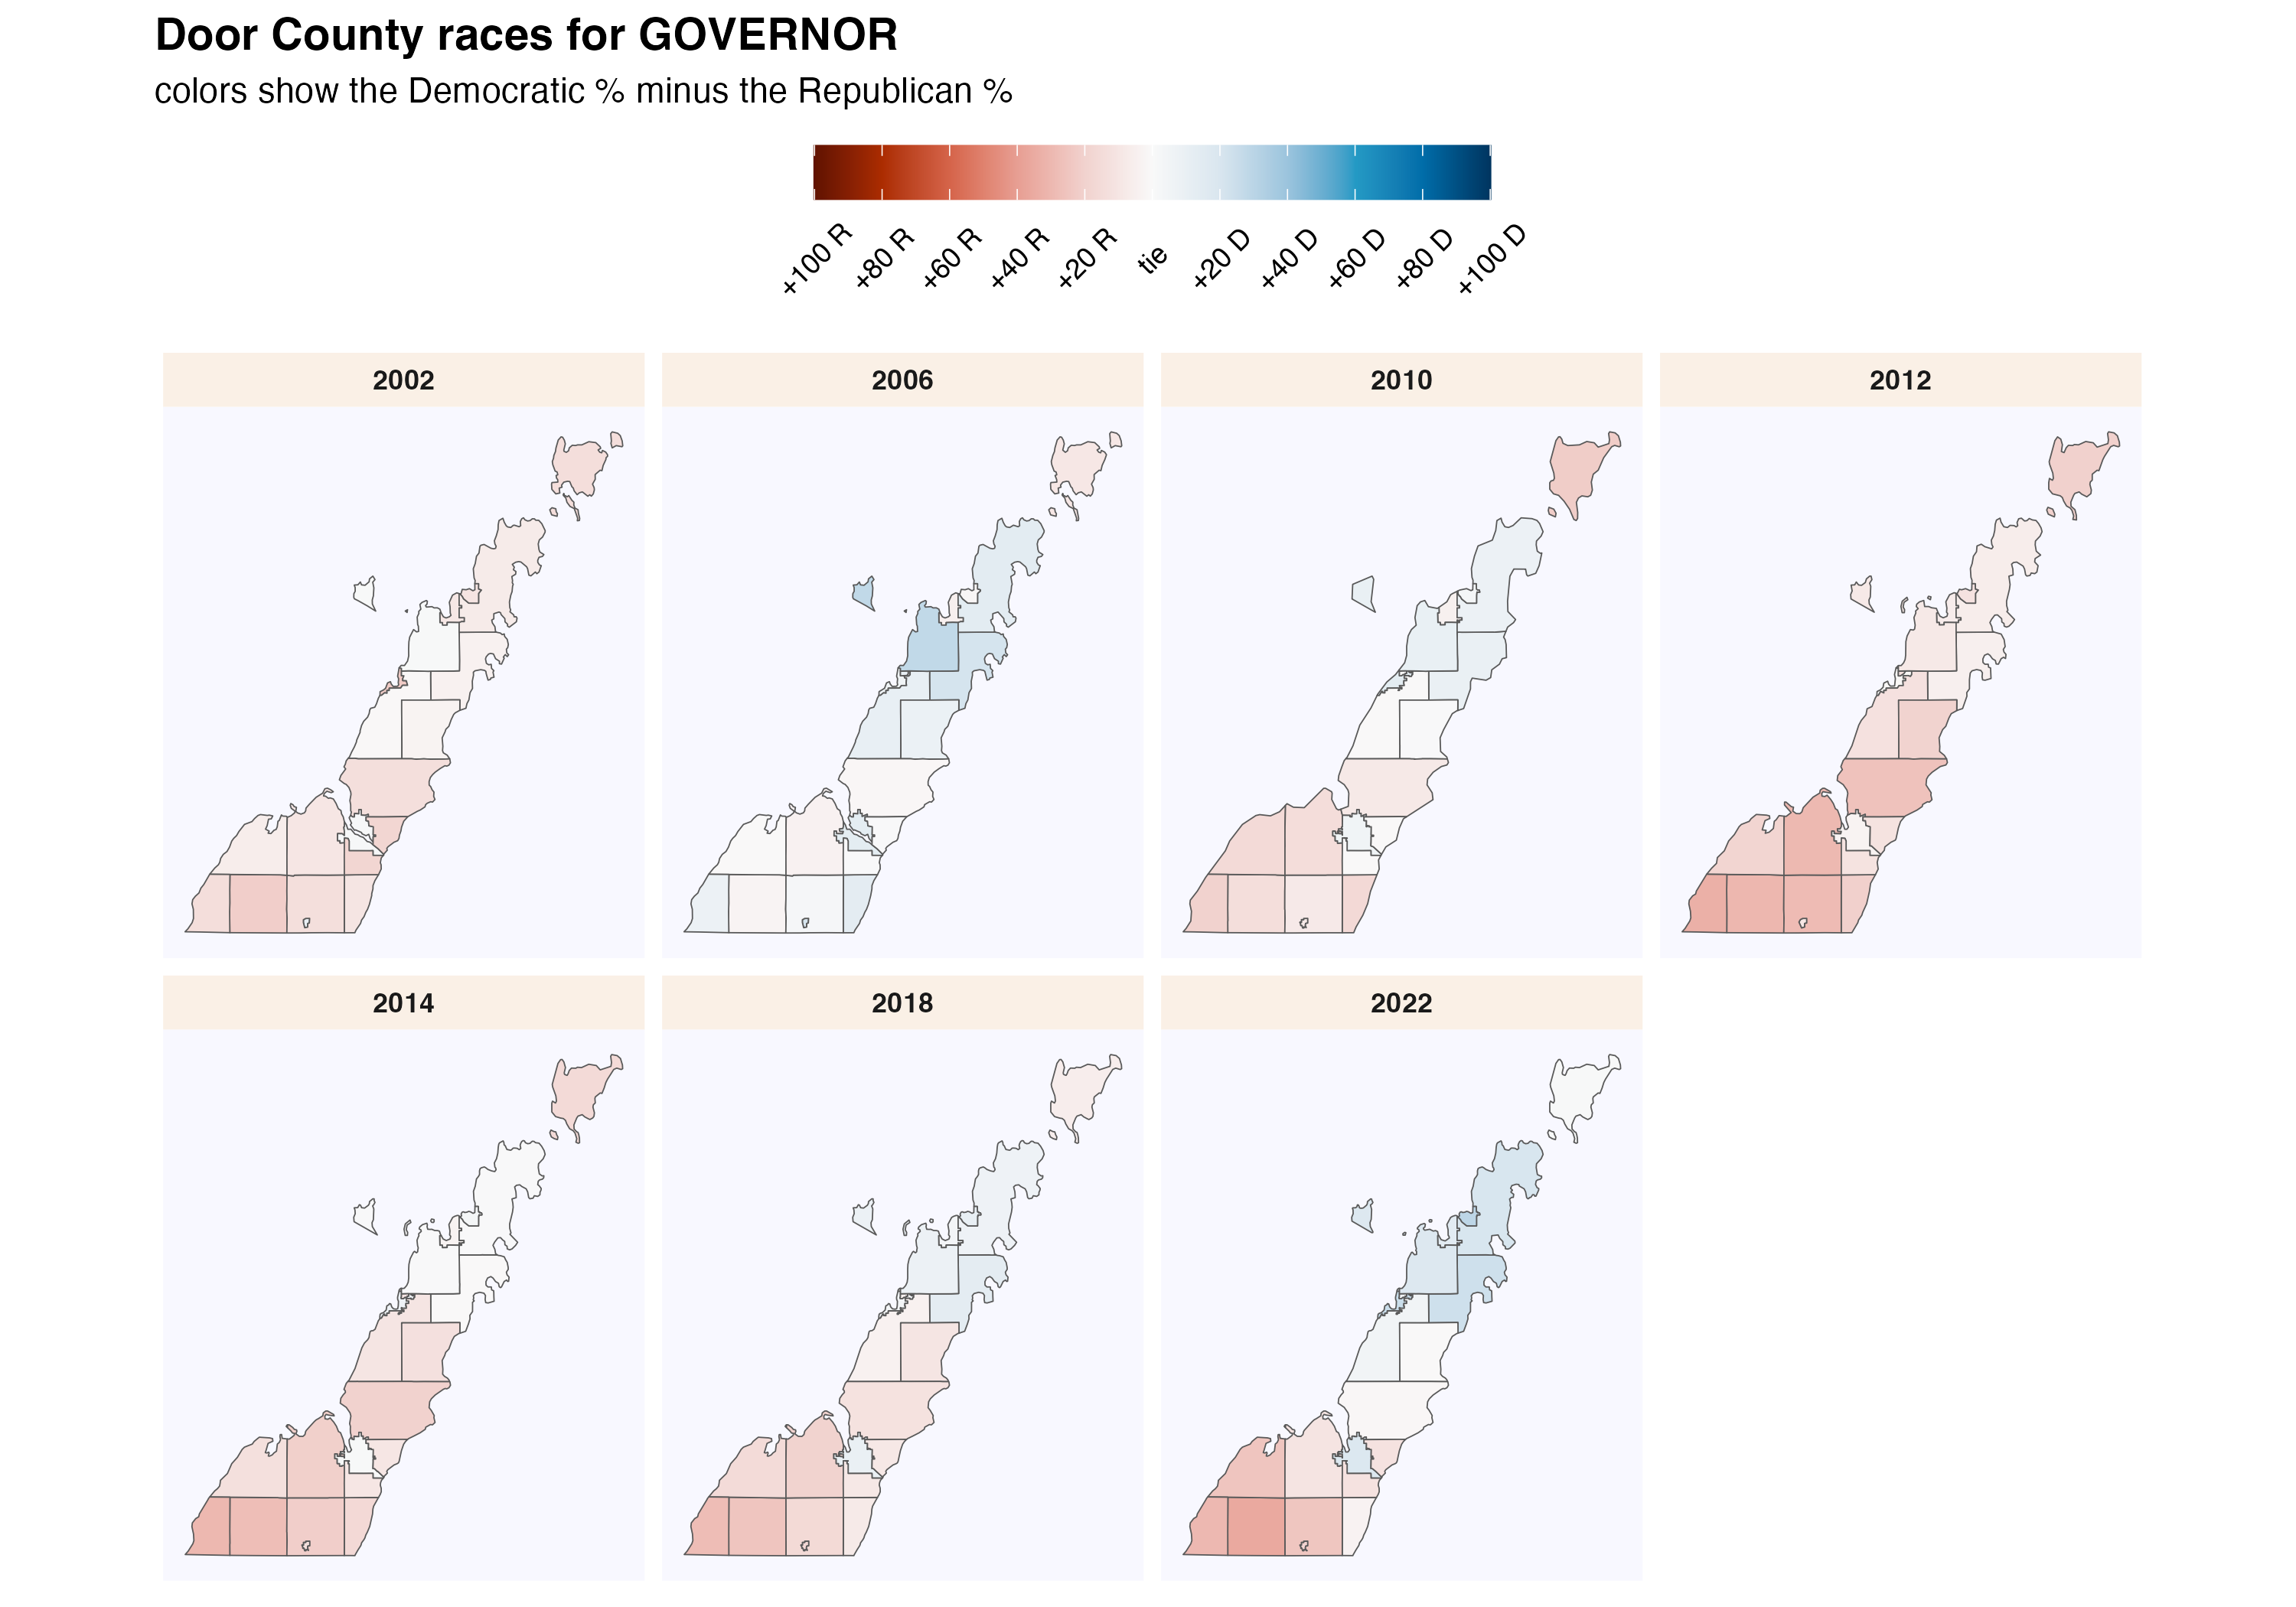 Door County races for GOVERNOR
colors show the Democratic % minus the Republican %
+100 R +80 R +60 R +40 R +20 R tie +20 D +40 D +60 D +80 D +100 D
2002 2006 2010 2012
2014 2018 2022